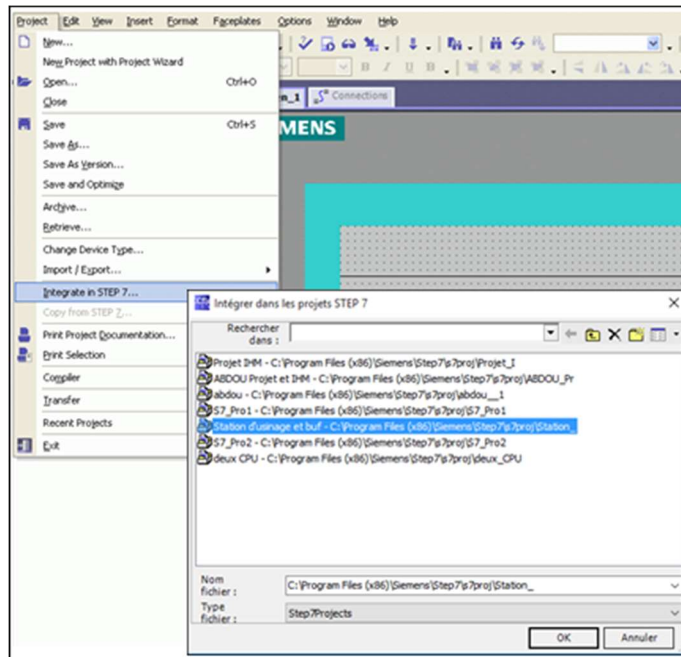 Project Edit View Insert Format Faceplates Options Window Help
New...
New Project with Project Wizard
Open... Ctrl+O
Close
Save Ctrl+S
Save As...
Save As Version...
Save and Optimize
Archive...
Retrieve...
Change Device Type...
Import / Export...
Integrate in STEP 7...
Copy from STEP 7...
Print Project Documentation...
Print Selection
Compiler
Transfer
Recent Projects
Exit
B I U
n_1 Connections
MENS
Intégrer dans les projets STEP 7
Rechercher
dans :
Projet IHM - C:\Program Files (x86)\Siemens\Step7\s7proj\Projet_I
ABDOU Projet et IHM - C:\Program Files (x86)\Siemens\Step7\s7proj\ABDOU_Pr
abdou - C:\Program Files (x86)\Siemens\Step7\s7proj\abdou__1
S7_Pro1 - C:\Program Files (x86)\Siemens\Step7\s7proj\S7_Pro1
Station d'usinage et buf - C:\Program Files (x86)\Siemens\Step7\s7proj\Station_
S7_Pro2 - C:\Program Files (x86)\Siemens\Step7\s7proj\S7_Pro2
deux CPU - C:\Program Files (x86)\Siemens\Step7\s7proj\deux_CPU
Nom
fichier :
C:\Program Files (x86)\Siemens\Step7\s7proj\Station_
Type
fichier :
Step7Projects
OK Annuler